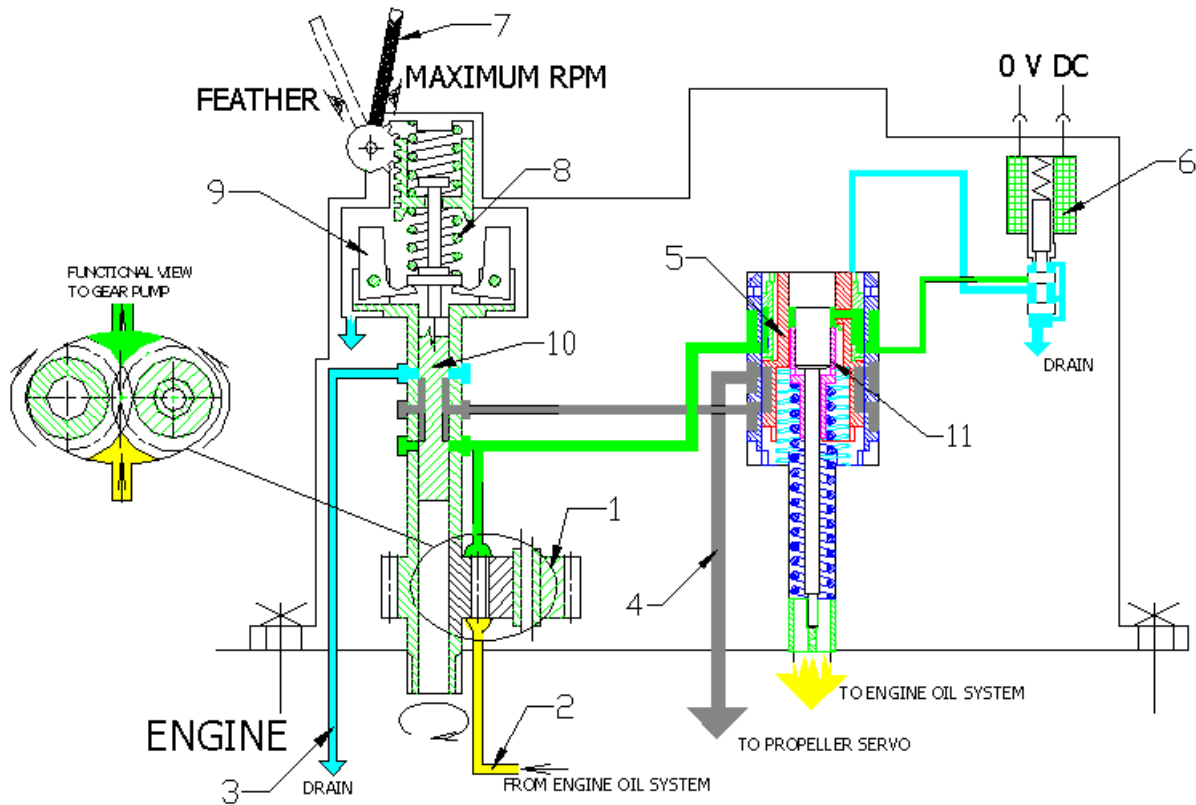 7
0 V DC
MAXIMUM RPM
FEATHER
8
6
9
5
FUNCTIONAL VIEW
TO GEAR PUMP
10
DRAIN
11
1
4
TO ENGINE OIL SYSTEM
2
ENGINE
TO PROPELLER SERVO
3
DRAIN
FROM ENGINE OIL SYSTEM